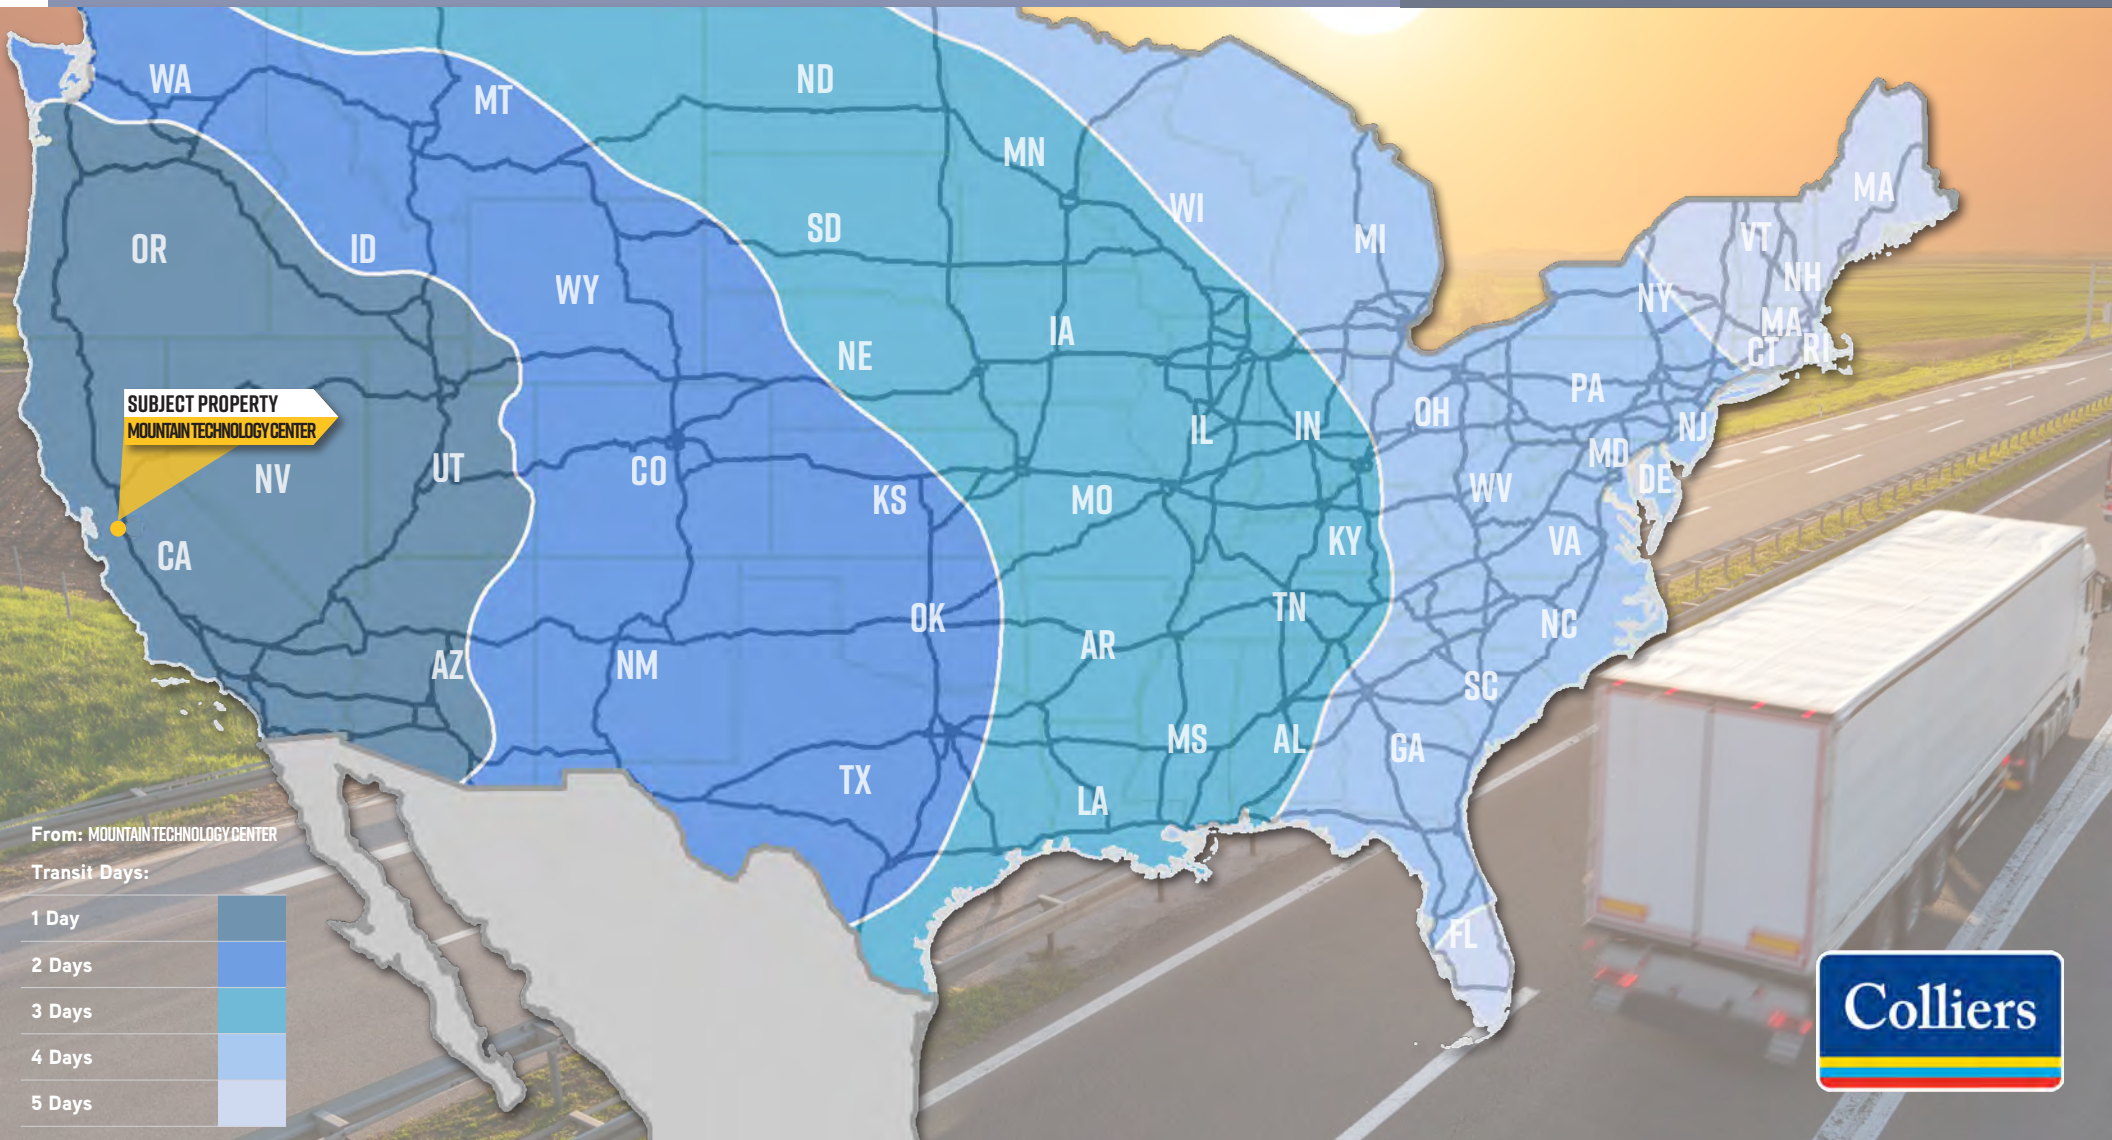 WA
MT
ND
MN
WI
MI
MA
VT
NH
NY
MA
CT
RI
OR
ID
WY
SD
NE
IA
IL
IN
OH
PA
NJ
MD
DE
WV
VA
SUBJECT PROPERTY
MOUNTAIN TECHNOLOGY CENTER
NV
UT
CO
KS
MO
KY
CA
AZ
NM
OK
AR
TN
NC
SC
TX
LA
MS
AL
GA
FL
From: MOUNTAIN TECHNOLOGY CENTER
Transit Days:
1 Day
2 Days
3 Days
4 Days
5 Days
Colliers